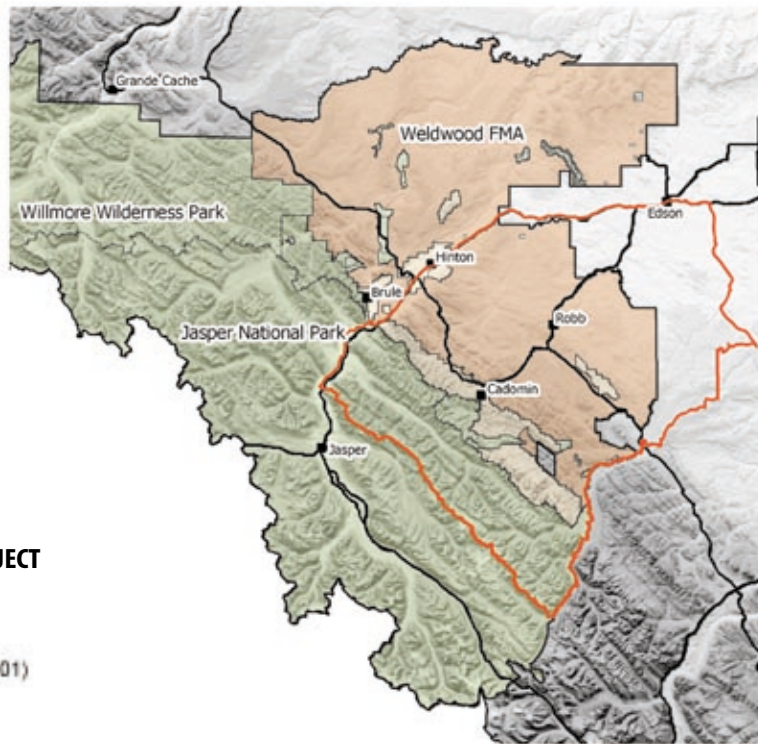 Grande Cache
Weldwood FMA
Willmore Wilderness Park
Edson
Hinton
Brule
Robb
Jasper National Park
Cadomin
Jasper
JECT
01)